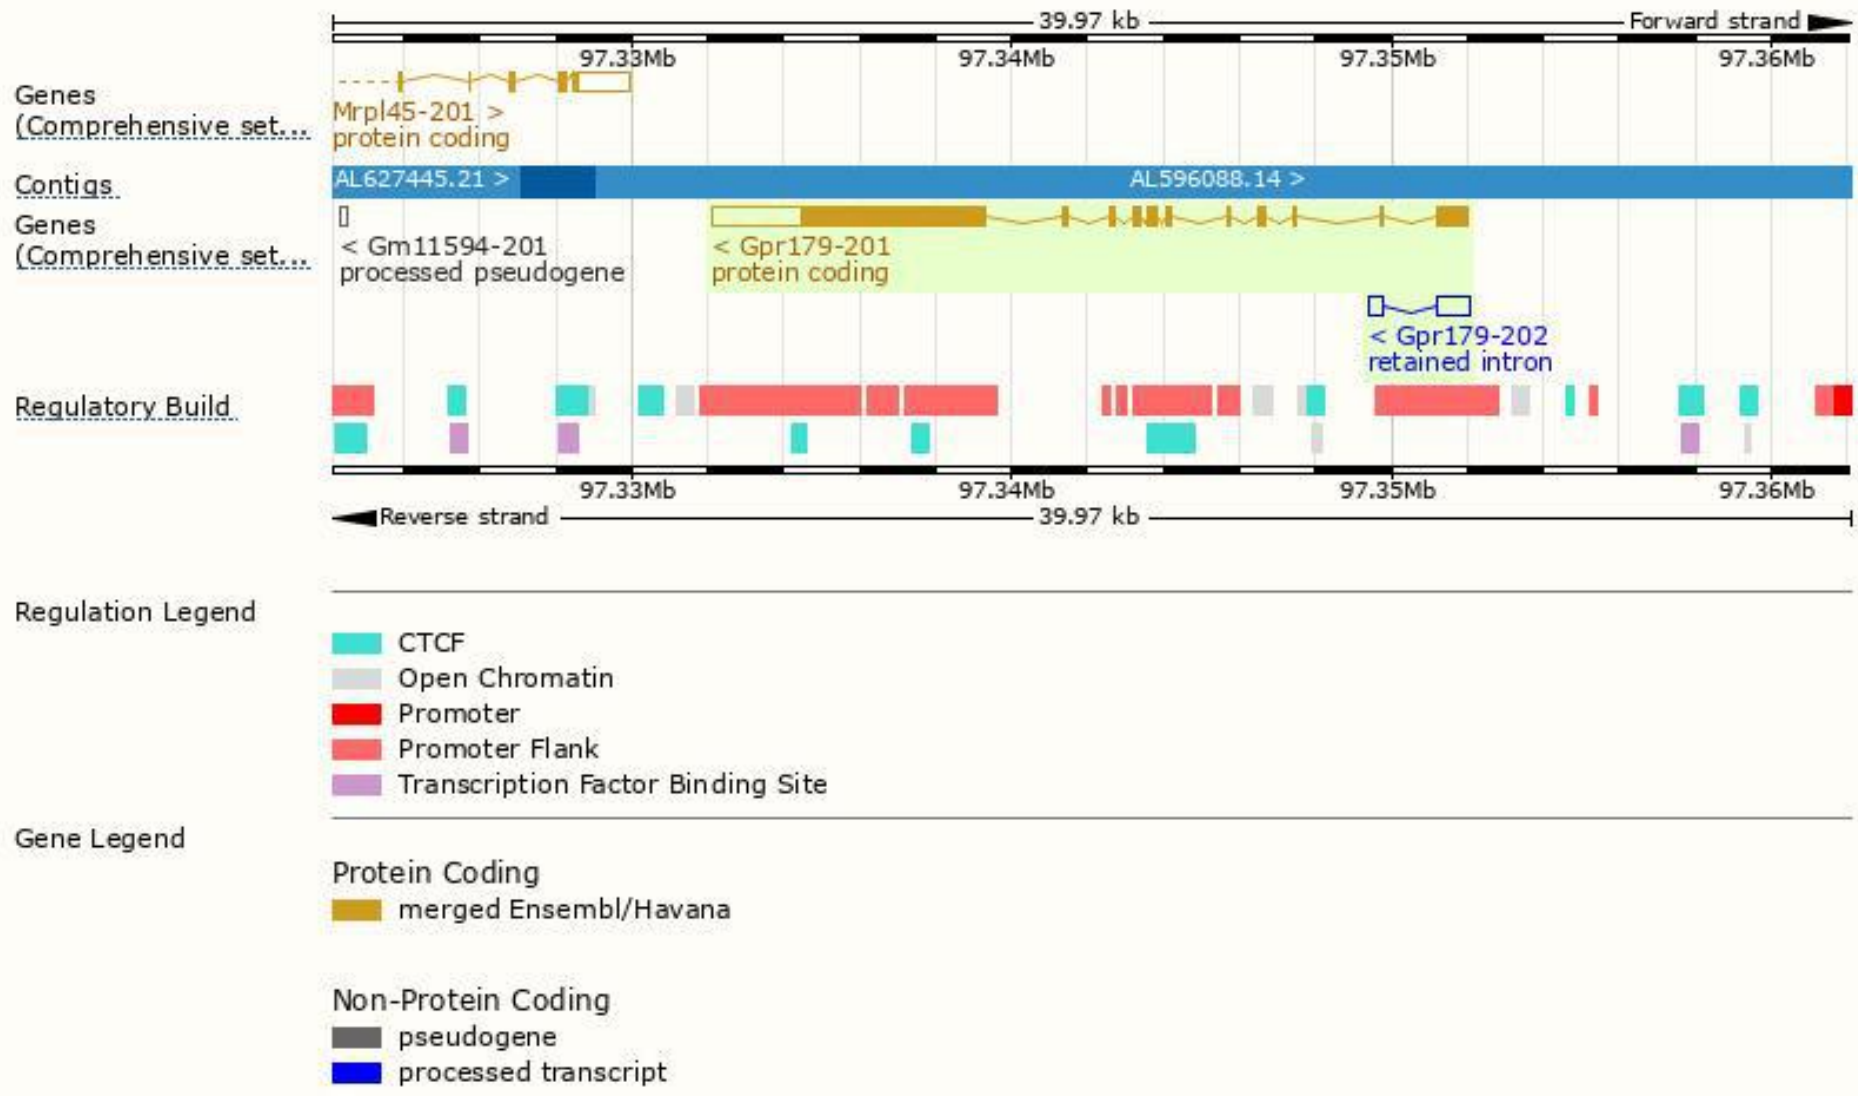 39.97 kb Forward strand
97.33Mb 97.34Mb 97.35Mb 97.36Mb
Genes
(Comprehensive set...
Mrpl45-201 >
protein coding
Contigs
AL627445.21 > AL596088.14 >
Genes
(Comprehensive set...
< Gm11594-201
processed pseudogene
< Gpr179-201
protein coding
< Gpr179-202
retained intron
Regulatory Build
97.33Mb 97.34Mb 97.35Mb 97.36Mb
Reverse strand 39.97 kb
Regulation Legend
CTCF
Open Chromatin
Promoter
Promoter Flank
Transcription Factor Binding Site
Gene Legend
Protein Coding
merged Ensembl/Havana
Non-Protein Coding
pseudogene
processed transcript